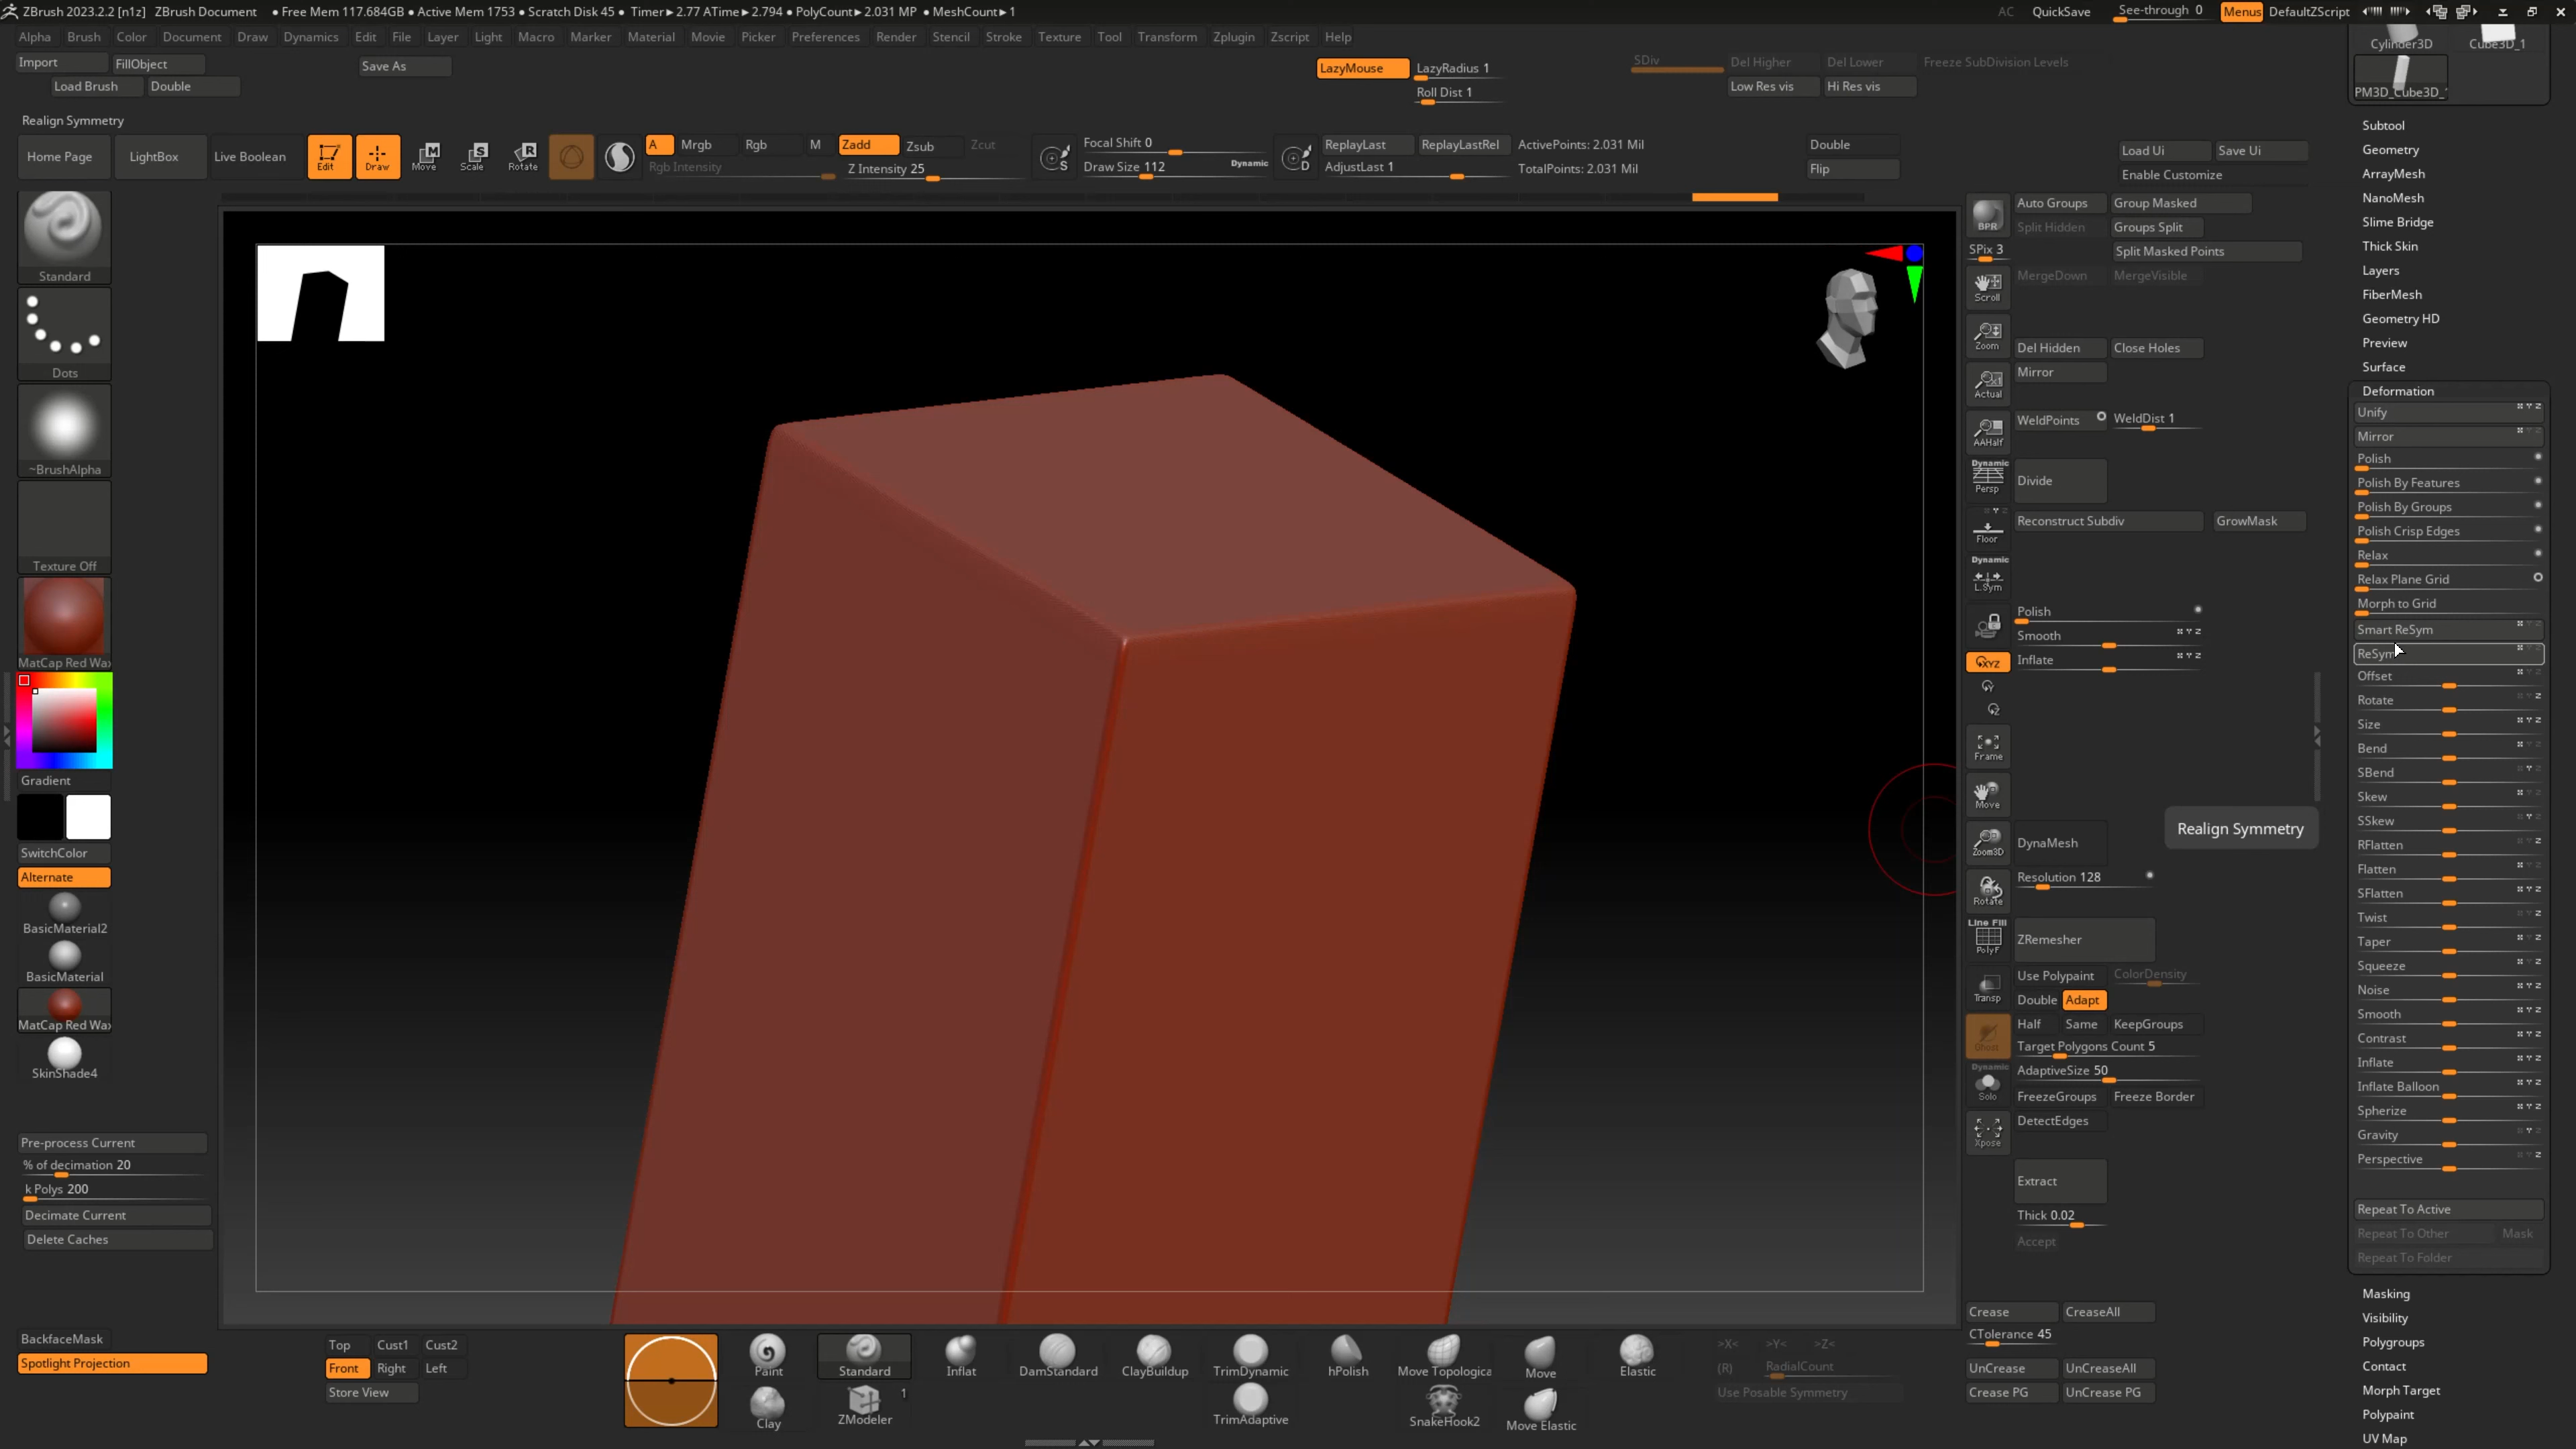 ZBrush 2023.2.2 [n1z] ZBrush Document ● Free Mem 117.684GB ● Active Mem 1753 ● Scratch Disk 45 ● Timer►2.77 ATime►2.794 ● PolyCount►2.031 MP ● MeshCount►1 AC QuickSave See-through 0 Menus DefaultZScript
Alpha Brush Color Document Draw Dynamics Edit File Layer Light Macro Marker Material Movie Picker Preferences Render Stencil Stroke Texture Tool Transform Zplugin Zscript Help
Cylinder3D Cube3D_1
Import FillObject Save As LazyMouse LazyRadius 1 SDiv Del Higher Del Lower Freeze SubDivision Levels
Load Brush Double Roll Dist 1 Low Res vis Hi Res vis
PM3D_Cube3D_1
Realign Symmetry
Home Page LightBox Live Boolean Edit Draw Move Scale Rotate A Mrgb Rgb M Zadd Zsub Zcut
Rgb Intensity Z Intensity 25
S Focal Shift 0
Draw Size 112 Dynamic
D ReplayLast ReplayLastRel ActivePoints: 2.031 Mil Double
AdjustLast 1 TotalPoints: 2.031 Mil Flip
Load Ui Save Ui
Enable Customize
Standard
Dots
~BrushAlpha
Texture Off
MatCap Red Wax
Gradient
SwitchColor
Alternate
BasicMaterial2
BasicMaterial
MatCap Red Wax
SkinShade4
Pre-process Current
% of decimation 20
k Polys 200
Decimate Current
Delete Caches
BackfaceMask
Spotlight Projection
Top Cust1 Cust2
Front Right Left
Store View
Paint Standard Inflat DamStandard ClayBuildup TrimDynamic hPolish Move Topologica Move Elastic
Clay ZModeler 1 TrimAdaptive SnakeHook2 Move Elastic
>X< >Y< >Z<
(R) RadialCount
Use Posable Symmetry
BPR
SPix 3
Scroll
Zoom
Actual
AAHalf
Dynamic
Persp
Floor
Dynamic
L.Sym
XYZ
Y
Z
Frame
Move
Zoom3D
Rotate
Line Fill
PolyF
Transp
Ghost
Dynamic
Solo
Xpose
Auto Groups Group Masked
Split Hidden Groups Split
Split Masked Points
MergeDown MergeVisible
Del Hidden Close Holes
Mirror
WeldPoints WeldDist 1
Divide
Reconstruct Subdiv GrowMask
Polish
Smooth
Inflate
Realign Symmetry
DynaMesh
Resolution 128
ZRemesher
Use Polypaint ColorDensity
Double Adapt
Half Same KeepGroups
Target Polygons Count 5
AdaptiveSize 50
FreezeGroups Freeze Border
DetectEdges
Extract
Thick 0.02
Accept
Crease CreaseAll
CTolerance 45
UnCrease UnCreaseAll
Crease PG UnCrease PG
Subtool
Geometry
ArrayMesh
NanoMesh
Slime Bridge
Thick Skin
Layers
FiberMesh
Geometry HD
Preview
Surface
Deformation
Unify
Mirror
Polish
Polish By Features
Polish By Groups
Polish Crisp Edges
Relax
Relax Plane Grid
Morph to Grid
Smart ReSym
ReSym
Offset
Rotate
Size
Bend
SBend
Skew
SSkew
RFlatten
Flatten
SFlatten
Twist
Taper
Squeeze
Noise
Smooth
Contrast
Inflate
Inflate Balloon
Spherize
Gravity
Perspective
Repeat To Active
Repeat To Other Mask
Repeat To Folder
Masking
Visibility
Polygroups
Contact
Morph Target
Polypaint
UV Map